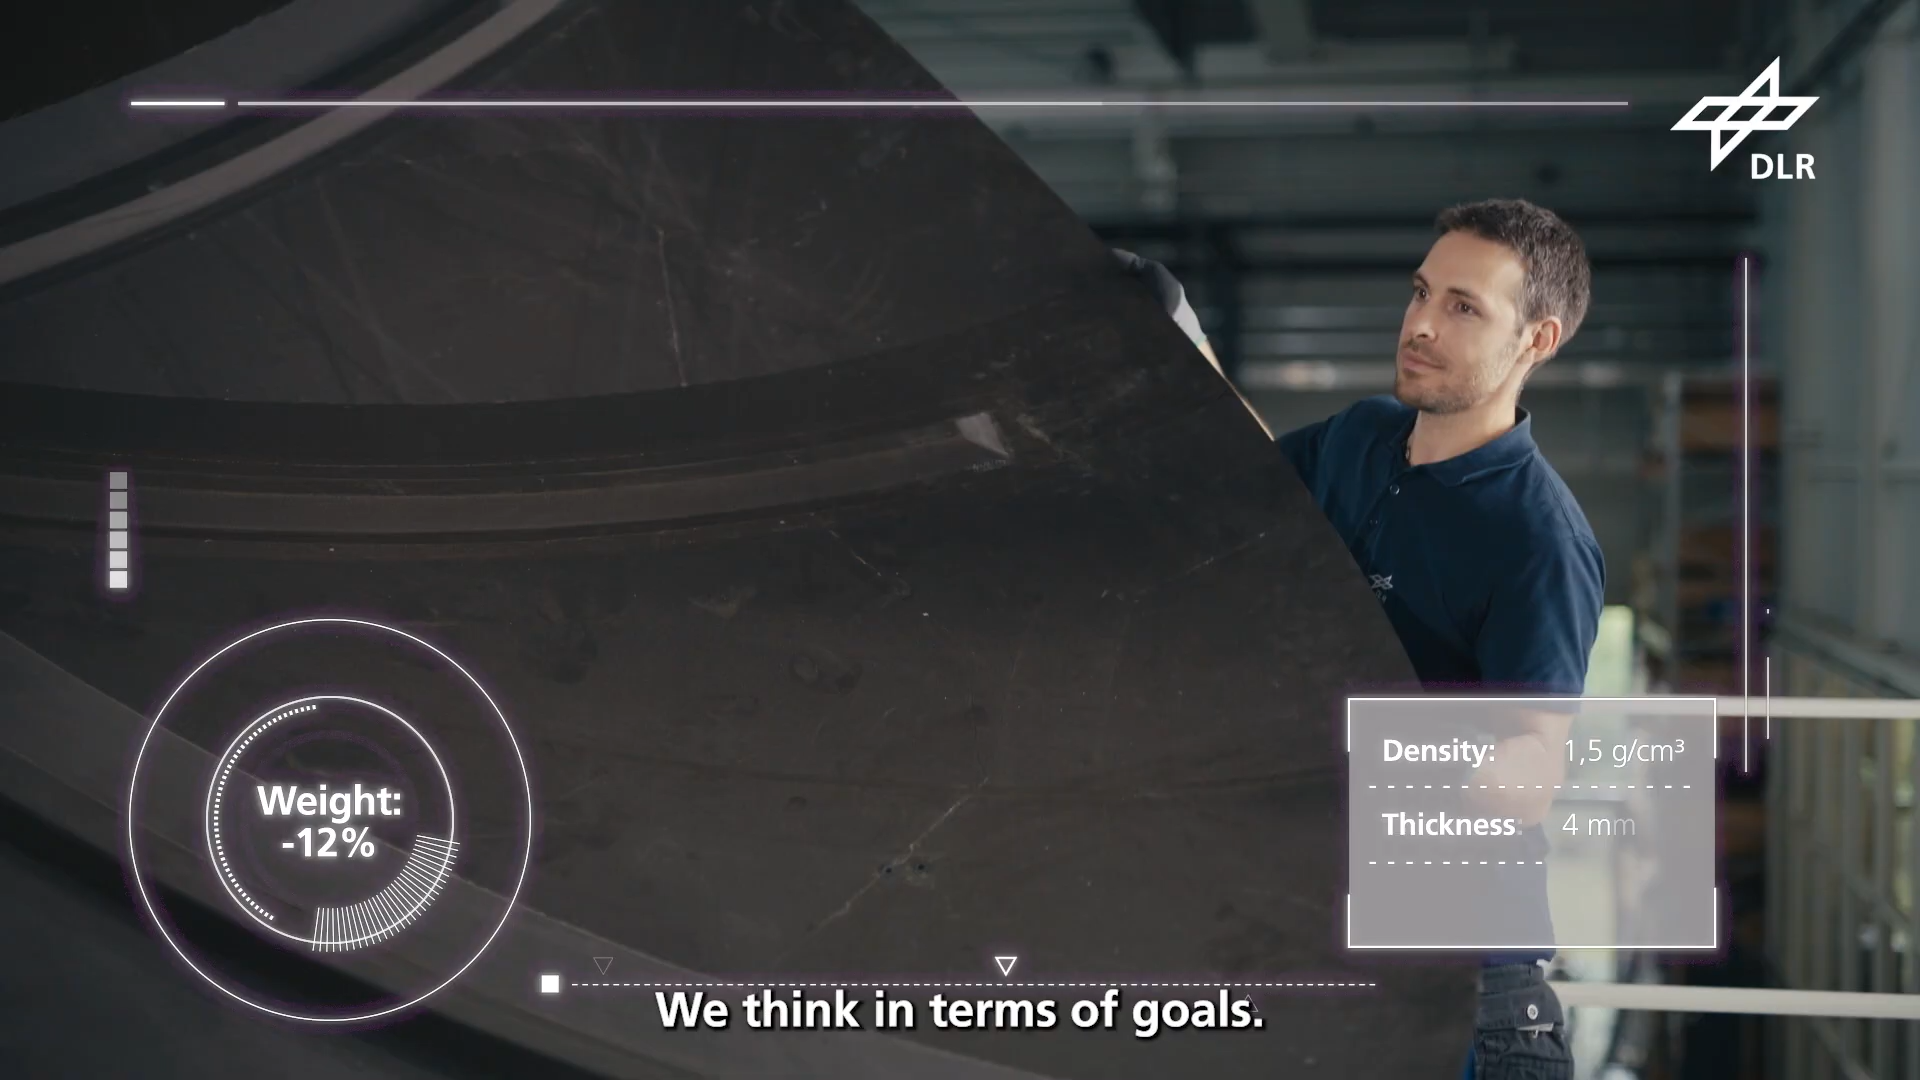 DLR
Density: 1,5 g/cm³
Thickness: 4 mm
Weight:
-12%
We think in terms of goals.